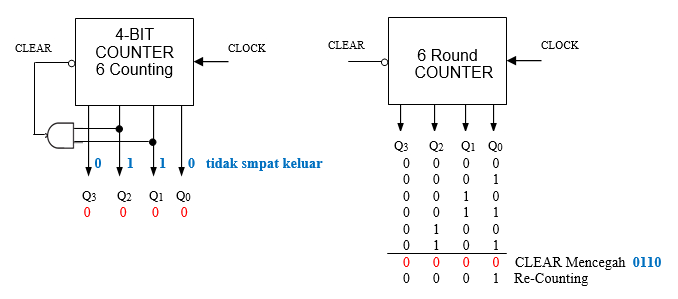 4-BIT
COUNTER
6 Counting
CLEAR
CLOCK
0 1 1 0 tidak smpat keluar
Q3 Q2 Q1 Q0
0 0 0 0
6 Round
COUNTER
CLEAR
CLOCK
Q3 Q2 Q1 Q0
0 0 0 0
0 0 0 1
0 0 1 0
0 0 1 1
0 1 0 0
0 1 0 1
0 0 0 0 CLEAR Mencegah 0110
0 0 0 1 Re-Counting